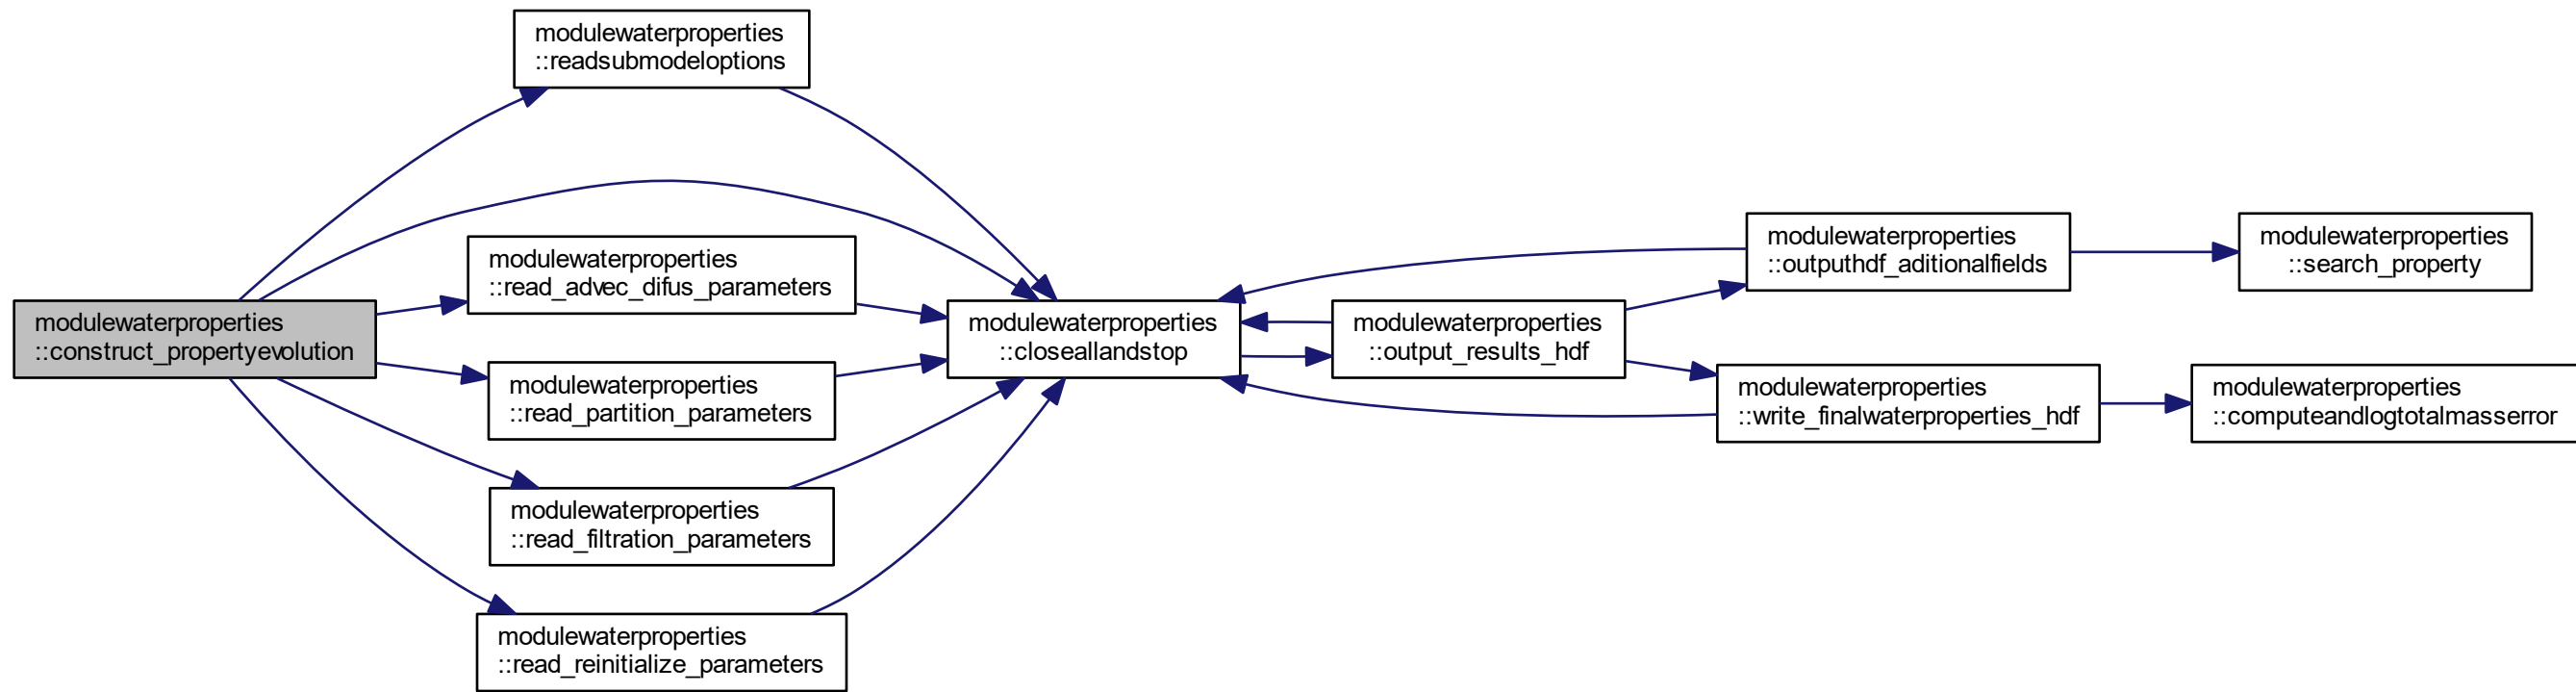 modulewaterproperties
::readsubmodeloptions
modulewaterproperties
::read_advec_difus_parameters
modulewaterproperties
::construct_propertyevolution
modulewaterproperties
::read_partition_parameters
modulewaterproperties
::read_filtration_parameters
modulewaterproperties
::read_reinitialize_parameters
modulewaterproperties
::closeallandstop
modulewaterproperties
::output_results_hdf
modulewaterproperties
::outputhdf_aditionalfields
modulewaterproperties
::write_finalwaterproperties_hdf
modulewaterproperties
::search_property
modulewaterproperties
::computeandlogtotalmasserror